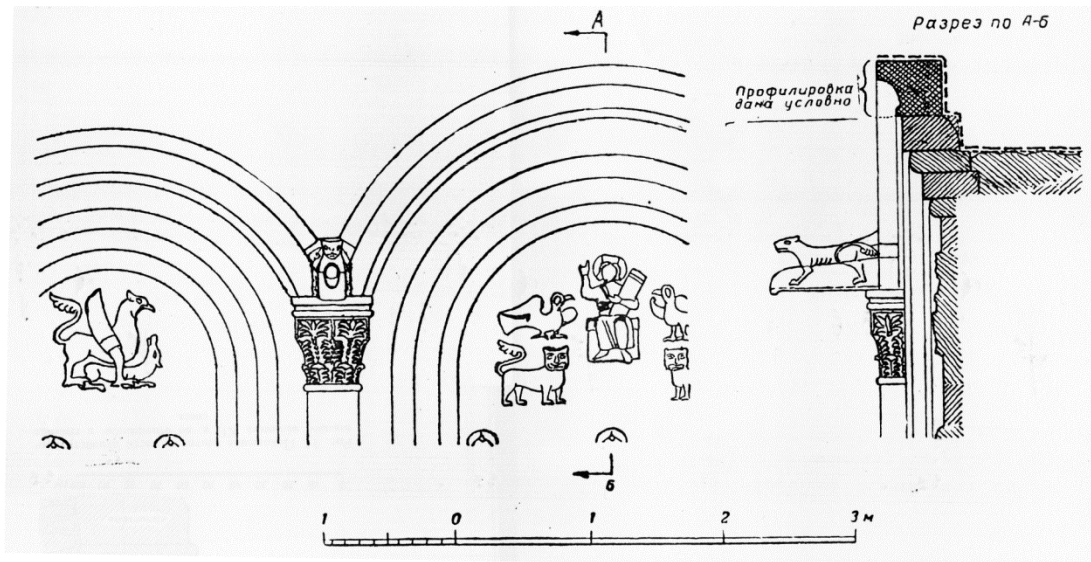 А
Разрез по А-Б
Профилировка
дана условно
Б
1 0 1 2 3 м